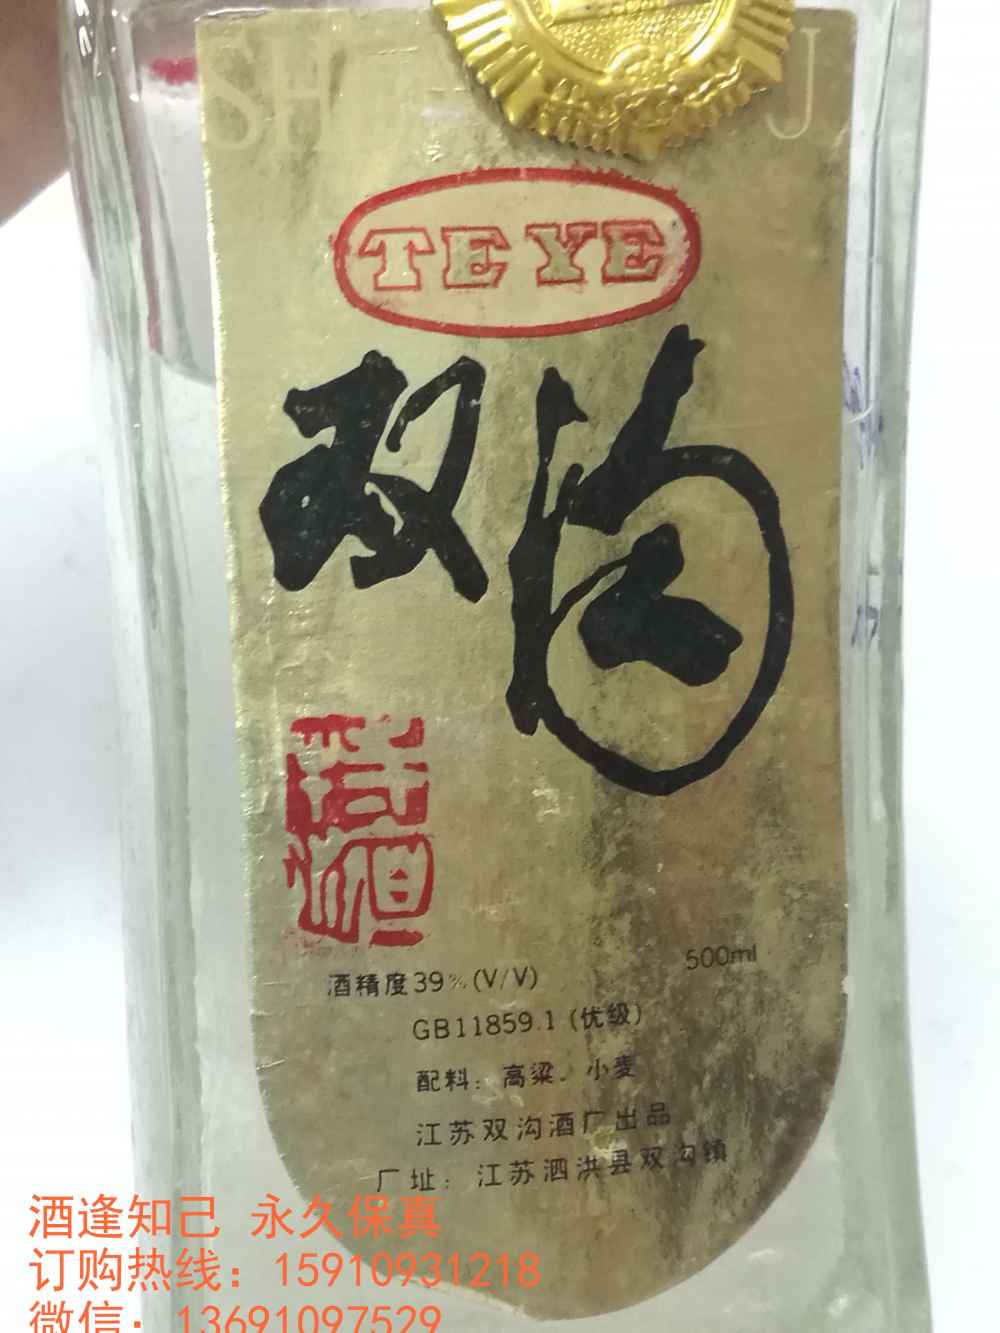 SH J
TE YE
双沟
特酒
酒精度39%(V/V) 500ml
GB11859.1 (优级)
配料：高粱、小麦
江苏双沟酒厂出品
厂址：江苏泗洪县双沟镇
酒逢知己 永久保真
订购热线：15910931218
微信：13691097529